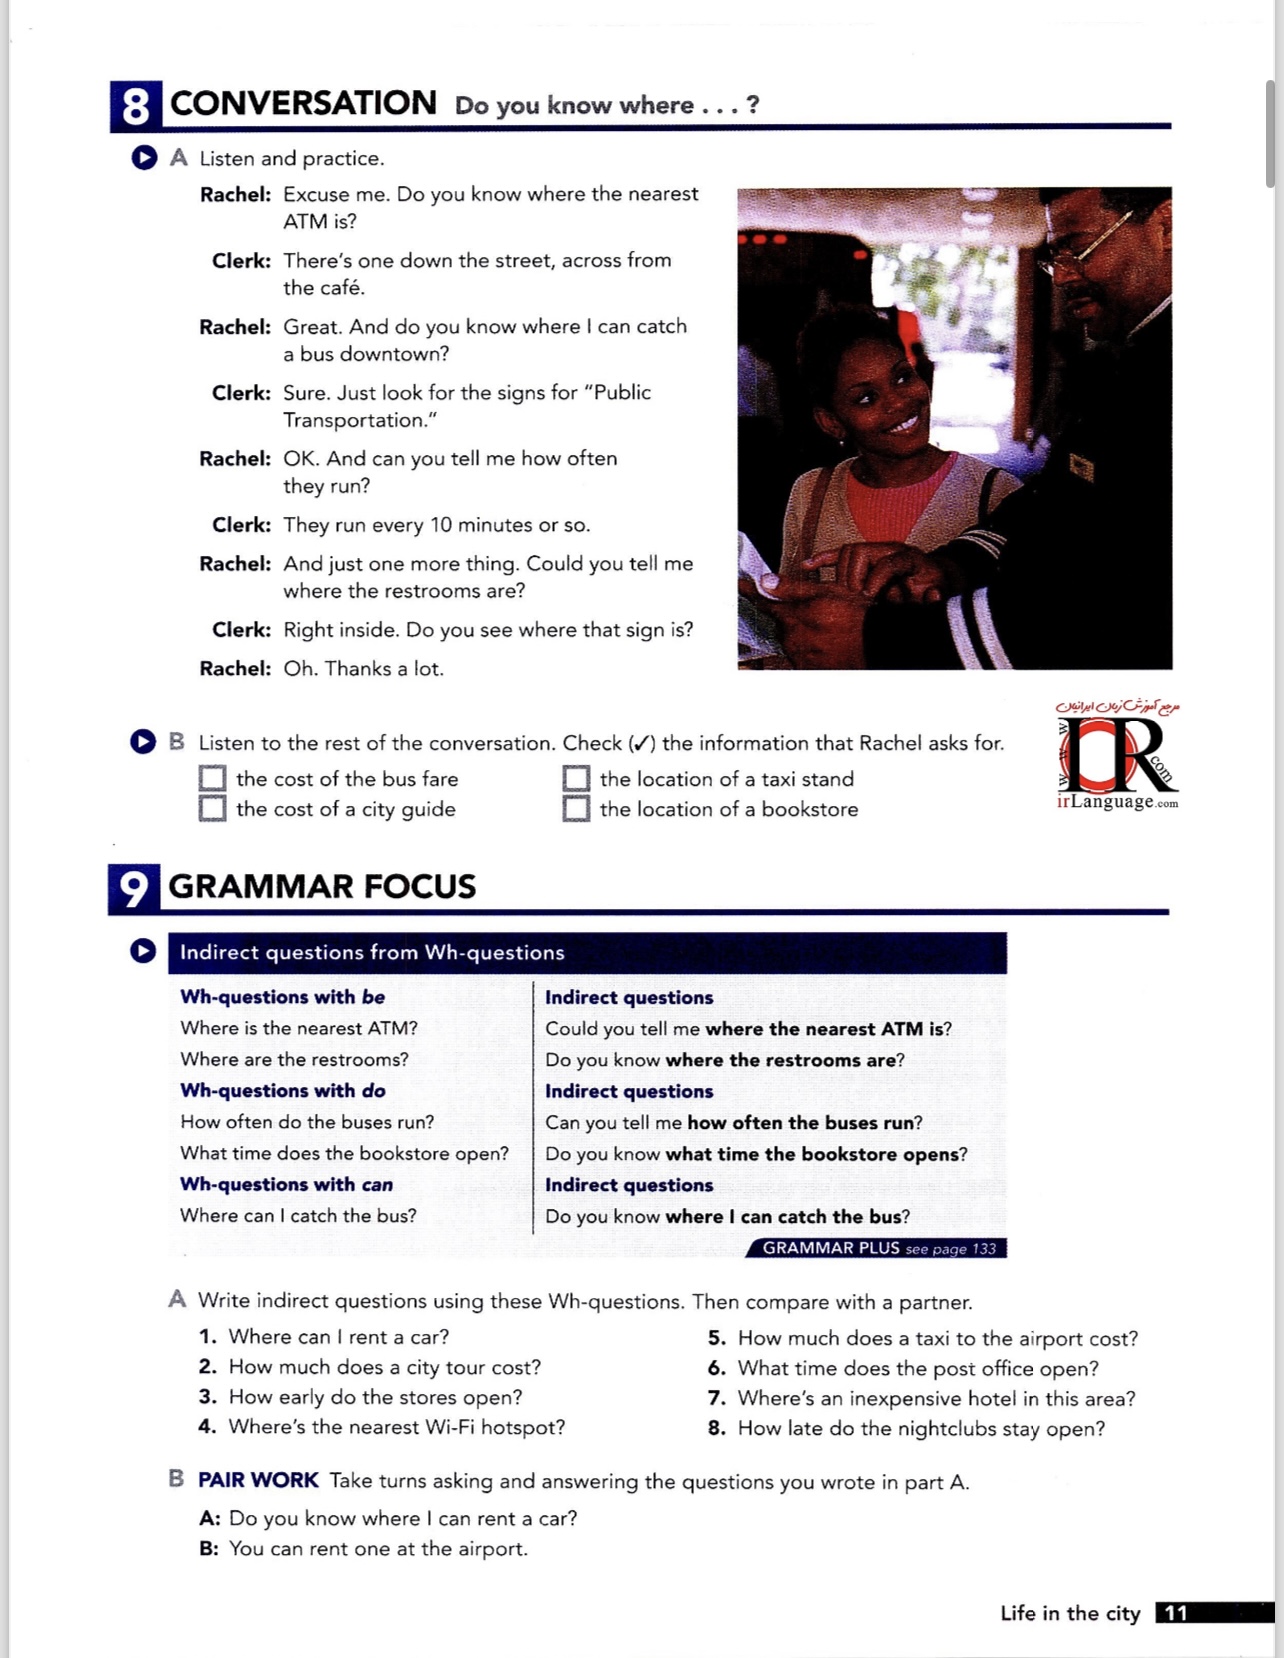 8 CONVERSATION Do you know where . . . ?
A Listen and practice.
Rachel: Excuse me. Do you know where the nearest
ATM is?
Clerk: There's one down the street, across from
the café.
Rachel: Great. And do you know where I can catch
a bus downtown?
Clerk: Sure. Just look for the signs for "Public
Transportation."
Rachel: OK. And can you tell me how often
they run?
Clerk: They run every 10 minutes or so.
Rachel: And just one more thing. Could you tell me
where the restrooms are?
Clerk: Right inside. Do you see where that sign is?
Rachel: Oh. Thanks a lot.
مرجع آموزش زبان ایرانیان
www
IR
.com
irLanguage.com
B Listen to the rest of the conversation. Check (✓) the information that Rachel asks for.
the cost of the bus fare
the location of a taxi stand
the cost of a city guide
the location of a bookstore
9 GRAMMAR FOCUS
Indirect questions from Wh-questions
Wh-questions with be Indirect questions
Where is the nearest ATM? Could you tell me where the nearest ATM is?
Where are the restrooms? Do you know where the restrooms are?
Wh-questions with do Indirect questions
How often do the buses run? Can you tell me how often the buses run?
What time does the bookstore open? Do you know what time the bookstore opens?
Wh-questions with can Indirect questions
Where can I catch the bus? Do you know where I can catch the bus?
GRAMMAR PLUS see page 133
A Write indirect questions using these Wh-questions. Then compare with a partner.
1. Where can I rent a car?
2. How much does a city tour cost?
3. How early do the stores open?
4. Where's the nearest Wi-Fi hotspot?
5. How much does a taxi to the airport cost?
6. What time does the post office open?
7. Where's an inexpensive hotel in this area?
8. How late do the nightclubs stay open?
B PAIR WORK Take turns asking and answering the questions you wrote in part A.
A: Do you know where I can rent a car?
B: You can rent one at the airport.
Life in the city 11